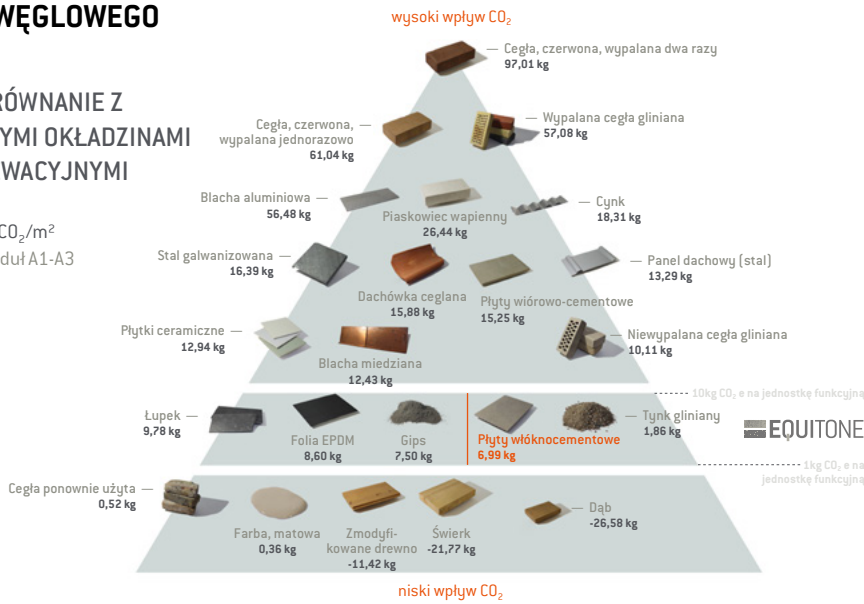 WĘGLOWEGO
RÓWNANIE Z
YMI OKŁADZINAMI
WACYJNYMI
CO₂/m²
duł A1-A3
wysoki wpływ CO₂
Cegła, czerwona, wypalana dwa razy
97,01 kg
Cegła, czerwona,
wypalana jednorazowo
61,04 kg
Wypalana cegła gliniana
57,08 kg
Blacha aluminiowa
56,48 kg
Piaskowiec wapienny
26,44 kg
Cynk
18,31 kg
Stal galwanizowana
16,39 kg
Dachówka ceglana
15,88 kg
Płyty wiórowo-cementowe
15,25 kg
Panel dachowy (stal)
13,29 kg
Płytki ceramiczne
12,94 kg
Blacha miedziana
12,43 kg
Niewypalana cegła gliniana
10,11 kg
10kg CO₂ e na jednostkę funkcyjną
Łupek
9,78 kg
Folia EPDM
8,60 kg
Gips
7,50 kg
Płyty włóknocementowe
6,99 kg
Tynk gliniany
1,86 kg
EQUITONE
1kg CO₂ e na
jednostkę funkcyjną
Cegła ponownie użyta
0,52 kg
Farba, matowa
0,36 kg
Zmodyfi-
kowane drewno
-11,42 kg
Świerk
-21,77 kg
Dąb
-26,58 kg
niski wpływ CO₂